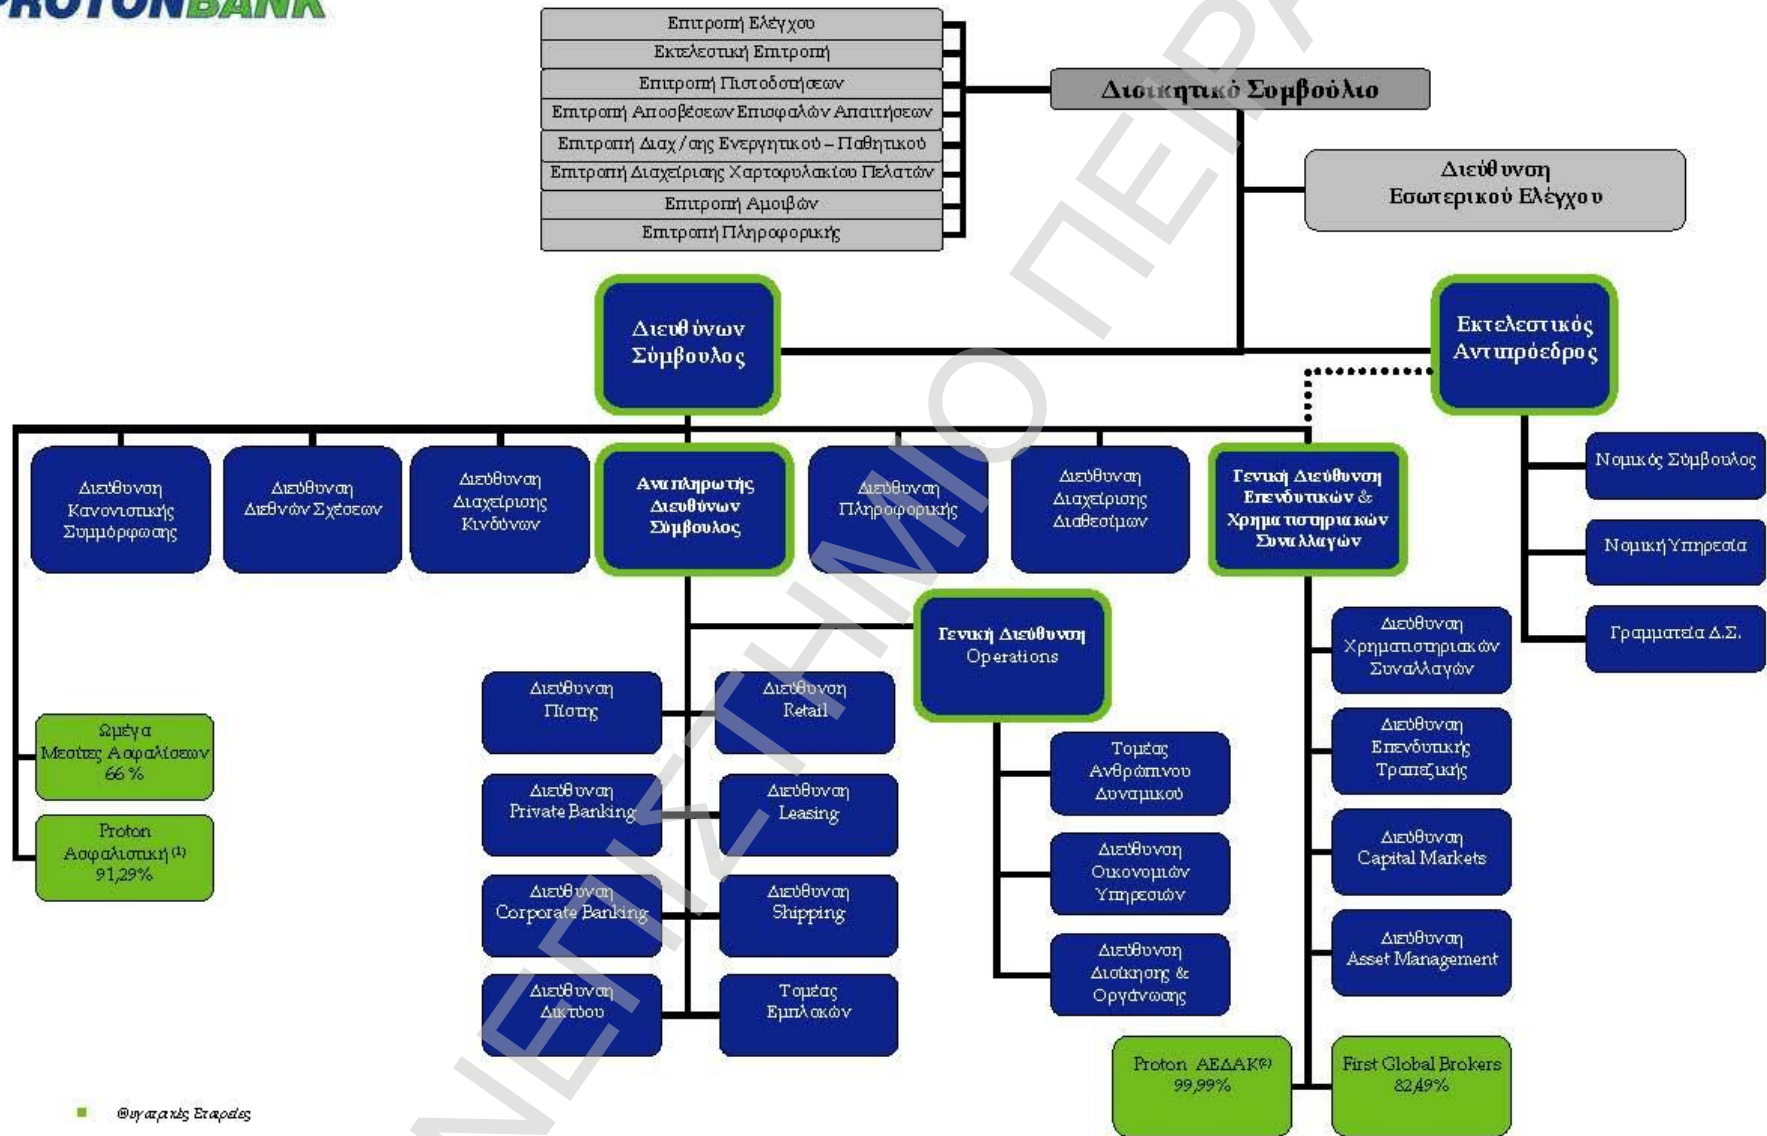 PROTONBANK
Επιτροπή Ελέγχου
Εκτελεστική Επιτροπή
Επιτροπή Πιστοδοτήσεων
Επιτροπή Αποσβέσεων Επισφαλών Απαιτήσεων
Επιτροπή Διαχ/σης Ενεργητικού – Παθητικού
Επιτροπή Διαχείρισης Χαρτοφυλακίου Πελατών
Επιτροπή Αμοιβών
Επιτροπή Πληροφορικής
Διοικητικό Συμβούλιο
Διεύθυνση
Εσωτερικού Ελέγχου
Διευθύνων
Σύμβουλος
Εκτελεστικός
Αντιπρόεδρος
Διεύθυνση
Κανονιστικής
Συμμόρφωσης
Διεύθυνση
Διεθνών Σχέσεων
Διεύθυνση
Διαχείρισης
Κινδύνων
Αναπληρωτής
Διευθύνων
Σύμβουλος
Διεύθυνση
Πληροφορικής
Διεύθυνση
Διαχείρισης
Διαθεσίμων
Γενική Διεύθυνση
Επενδυτικών &
Χρηματιστηριακών
Συναλλαγών
Νομικός Σύμβουλος
Νομική Υπηρεσία
Γραμματεία Δ.Σ.
Γενική Διεύθυνση
Operations
Διεύθυνση
Χρηματιστηριακών
Συναλλαγών
Διεύθυνση
Πίστης
Διεύθυνση
Retail
Ωμέγα
Μεσίτες Ασφαλίσεων
66 %
Τομέας
Ανθρώπινου
Δυναμικού
Διεύθυνση
Επενδυτικής
Τραπεζικής
Διεύθυνση
Private Banking
Διεύθυνση
Leasing
Proton
Ασφαλιστική (1)
91,29%
Διεύθυνση
Οικονομιών
Υπηρεσιών
Διεύθυνση
Capital Markets
Διεύθυνση
Corporate Banking
Διεύθυνση
Shipping
Διεύθυνση
Διοίκησης &
Οργάνωσης
Διεύθυνση
Asset Management
Διεύθυνση
Δικτύου
Τομέας
Εμπλοκών
Proton ΑΕΔΑΚ(2)
99,99%
First Global Brokers
82,49%
Θυγατρικές Εταιρείες
ΝΕΠΙΣΤΗΜΙΟ ΠΕΙΡΑ